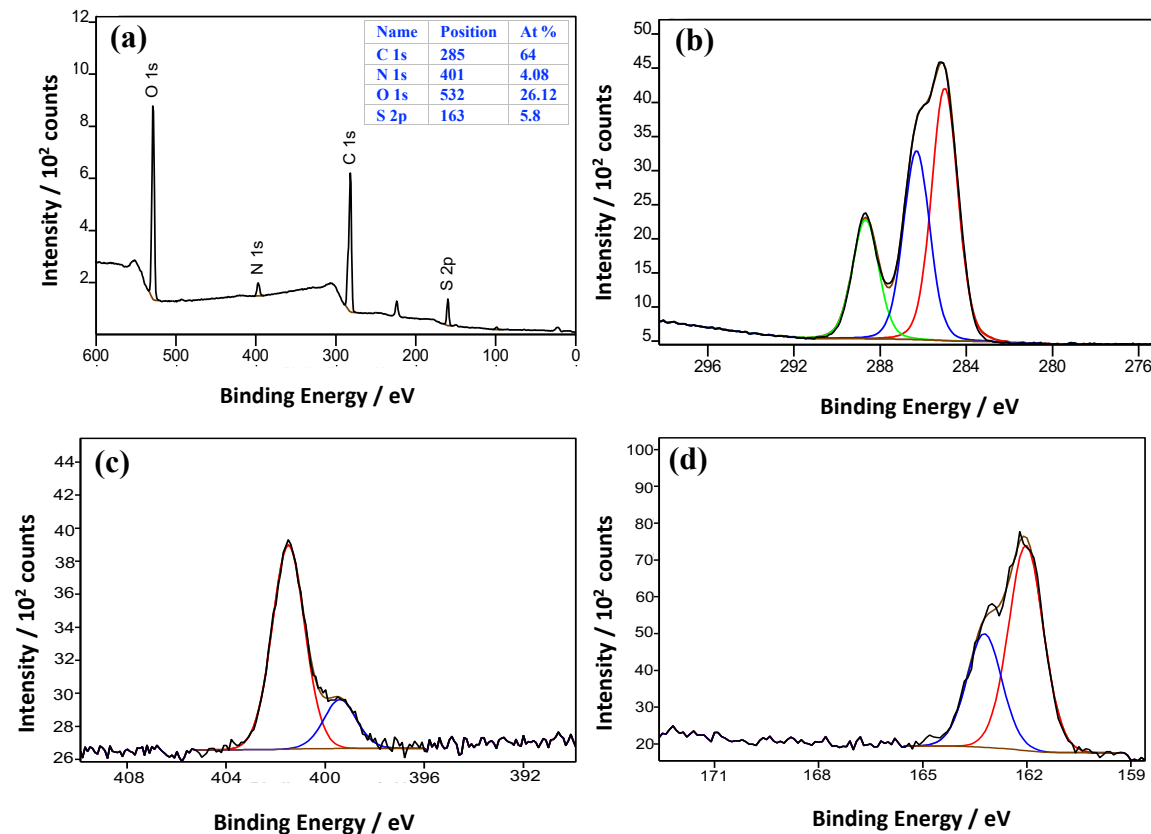 (a)
Name Position At %
C 1s 285 64
N 1s 401 4.08
O 1s 532 26.12
S 2p 163 5.8
O 1s
N 1s
C 1s
S 2p
Intensity / 10² counts
12
10
8
6
4
2
600 500 400 300 200 100 0
Binding Energy / eV
(b)
Intensity / 10² counts
50
45
40
35
30
25
20
15
10
5
296 292 288 284 280 276
Binding Energy / eV
(c)
Intensity / 10² counts
44
42
40
38
36
34
32
30
28
26
408 404 400 396 392
Binding Energy / eV
(d)
Intensity / 10² counts
100
90
80
70
60
50
40
30
20
171 168 165 162 159
Binding Energy / eV